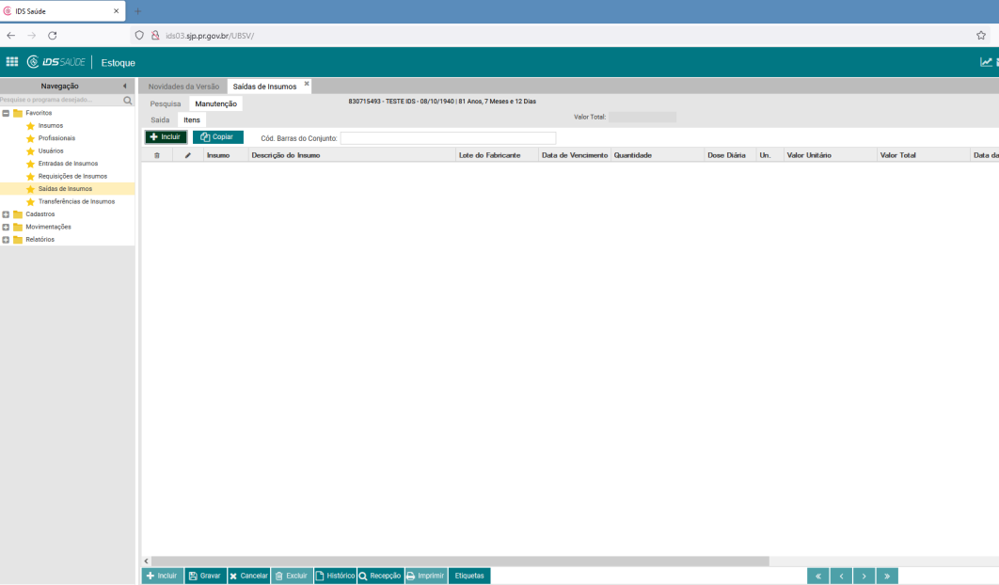 IDS Saúde
ids03.sjp.pr.gov.br/UBSV/
iDS SAÚDE Estoque
Navegação
Novidades da Versão Saídas de Insumos
Pesquise o programa desejado...
Pesquisa Manutenção 830715493 - TESTE IDS - 08/10/1940 | 81 Anos, 7 Meses e 12 Dias
Favoritos
Saida Itens Valor Total:
Insumos
Incluir Copiar Cód. Barras do Conjunto:
Profissionais
Usuários
Insumo Descrição do Insumo Lote do Fabricante Data de Vencimento Quantidade Dose Diária Un. Valor Unitário Valor Total Data da
Entradas de Insumos
Requisições de Insumos
Saídas de Insumos
Transferências de Insumos
Cadastros
Movimentações
Relatórios
Incluir Gravar Cancelar Excluir Histórico Recepção Imprimir Etiquetas